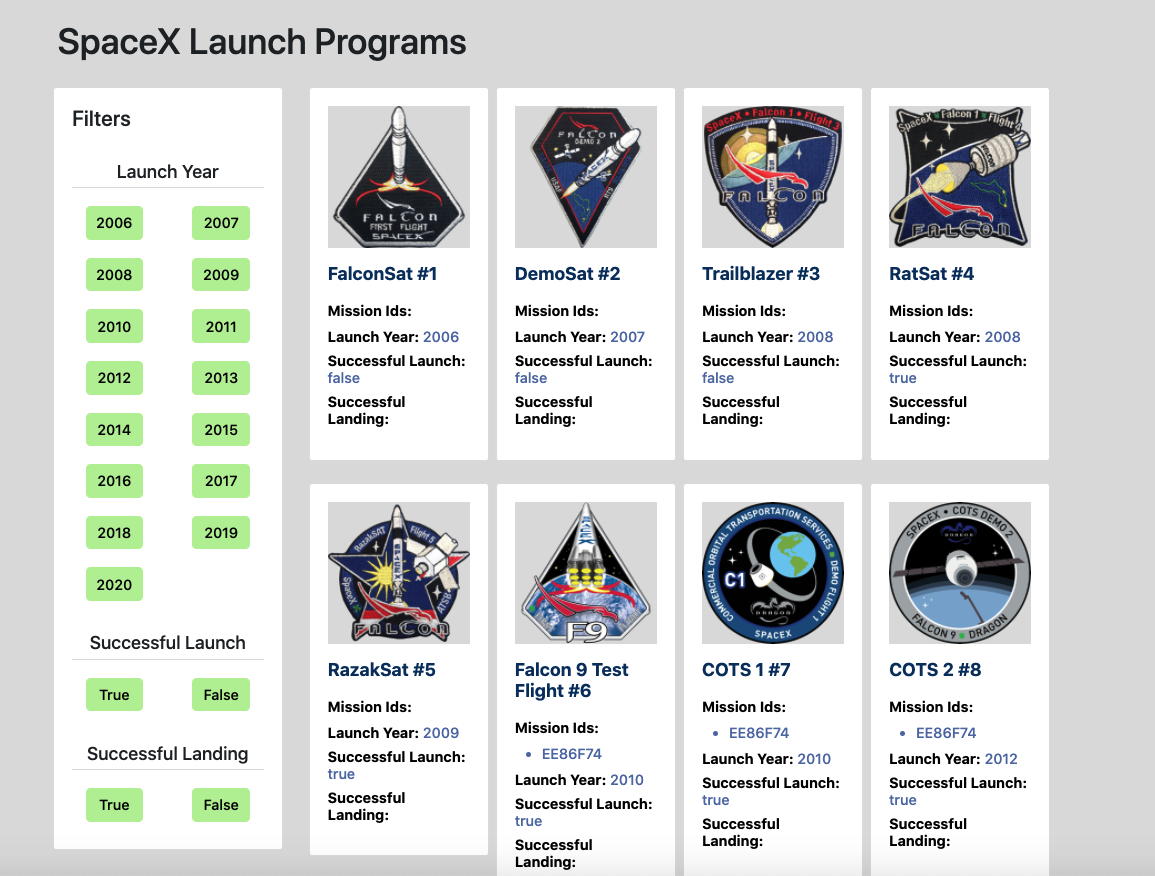 SpaceX Launch Programs
Filters
Launch Year
2006 2007
2008 2009
2010 2011
2012 2013
2014 2015
2016 2017
2018 2019
2020
Successful Launch
True False
Successful Landing
True False
FALCON
FIRST FLIGHT
SPACEX
FalconSat #1
Mission Ids:
Launch Year: 2006
Successful Launch:
false
Successful
Landing:
FALCON
DEMO 2
SPACEX
DemoSat #2
Mission Ids:
Launch Year: 2007
Successful Launch:
false
Successful
Landing:
SpaceX • Falcon 1 • Flight 3
SPACEX
FALCON
Trailblazer #3
Mission Ids:
Launch Year: 2008
Successful Launch:
false
Successful
Landing:
SpaceX Falcon 1 Flight 4
FALCON
RatSat #4
Mission Ids:
Launch Year: 2008
Successful Launch:
true
Successful
Landing:
RazakSAT Flight 5
SpaceX
ATSB
FALCON
RazakSat #5
Mission Ids:
Launch Year: 2009
Successful Launch:
true
Successful
Landing:
SPACEX
F9
Falcon 9 Test
Flight #6
Mission Ids:
• EE86F74
Launch Year: 2010
Successful Launch:
true
Successful
Landing:
COMMERCIAL ORBITAL TRANSPORTATION SERVICES DEMO FLIGHT 1
C1
DRAGON
SPACEX
COTS 1 #7
Mission Ids:
• EE86F74
Launch Year: 2010
Successful Launch:
true
Successful
Landing:
SPACEX • COTS DEMO 2
DRAGON
FALCON 9 DRAGON
COTS 2 #8
Mission Ids:
• EE86F74
Launch Year: 2012
Successful Launch:
true
Successful
Landing: